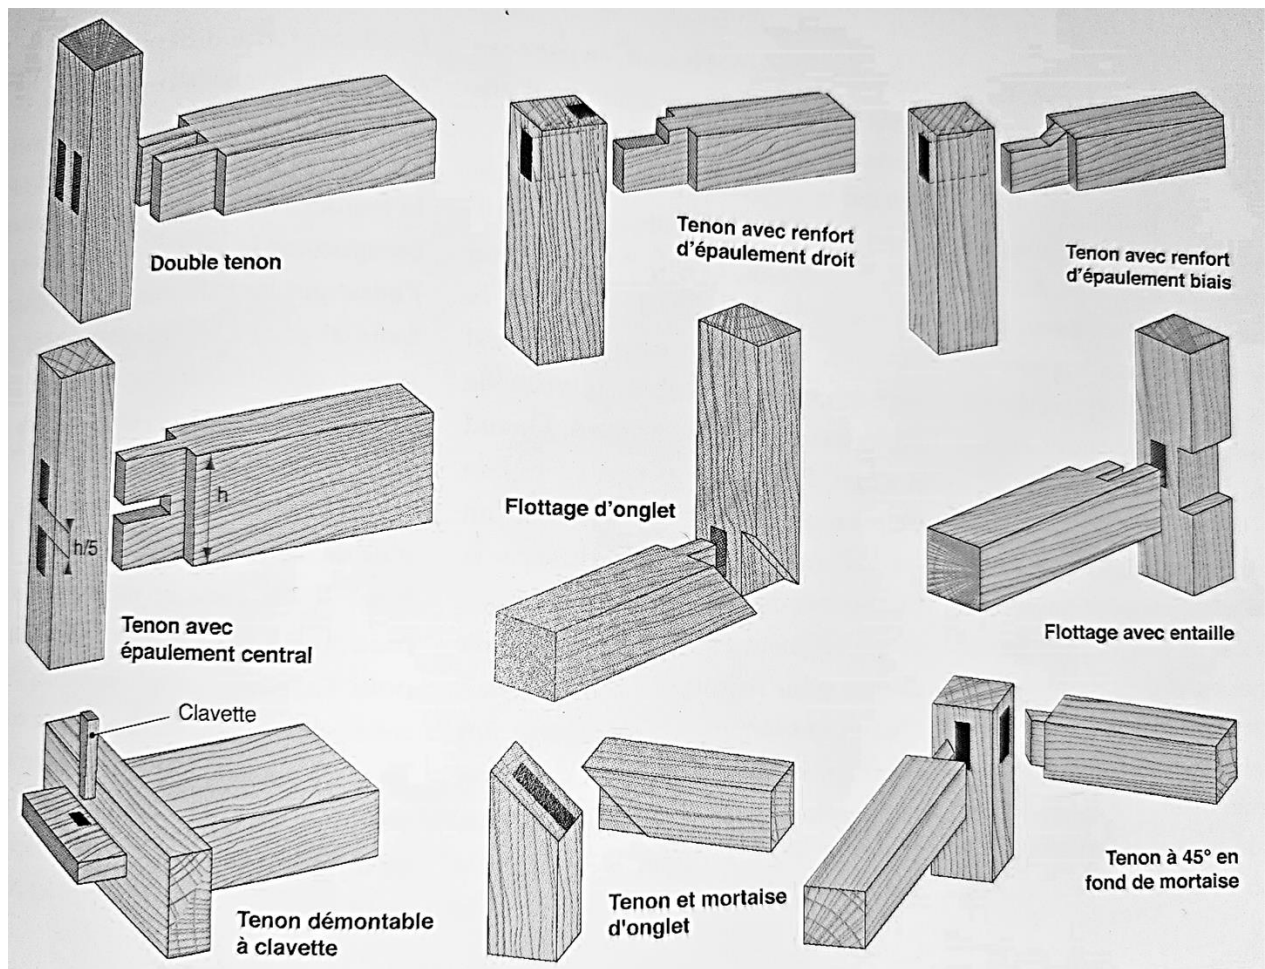 Double tenon
Tenon avec renfort
d'épaulement droit
Tenon avec renfort
d'épaulement biais
h
h/5
Tenon avec
épaulement central
Flottage d'onglet
Flottage avec entaille
Clavette
Tenon démontable
à clavette
Tenon et mortaise
d'onglet
Tenon à 45° en
fond de mortaise